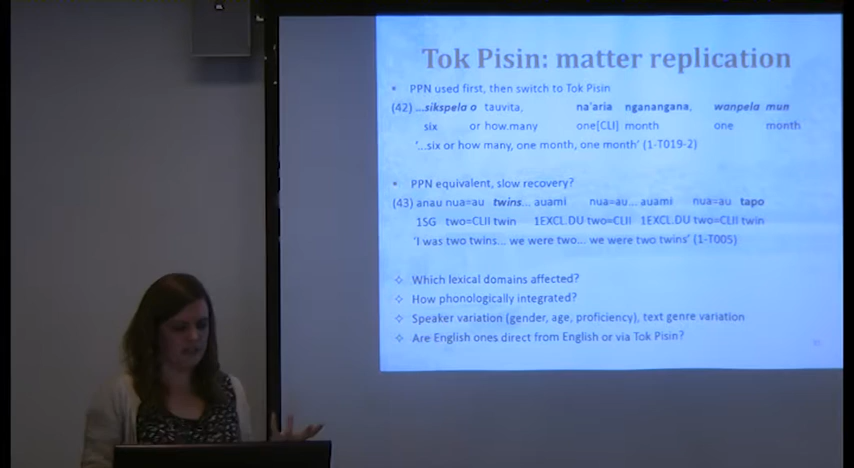 Tok Pisin: matter replication
▪ PPN used first, then switch to Tok Pisin
(42) ...sikspela o tauvita, na'aria nganangana, wanpela mun
six or how.many one[CLI] month one month
'...six or how many, one month, one month' (1-T019-2)
▪ PPN equivalent, slow recovery?
(43) anau nua=au twins... auami nua=au... auami nua=au tapo
1SG two=CLII twin 1EXCL.DU two=CLII 1EXCL.DU two=CLII twin
'I was two twins... we were two... we were two twins' (1-T005)
❖ Which lexical domains affected?
❖ How phonologically integrated?
❖ Speaker variation (gender, age, proficiency), text genre variation
❖ Are English ones direct from English or via Tok Pisin?